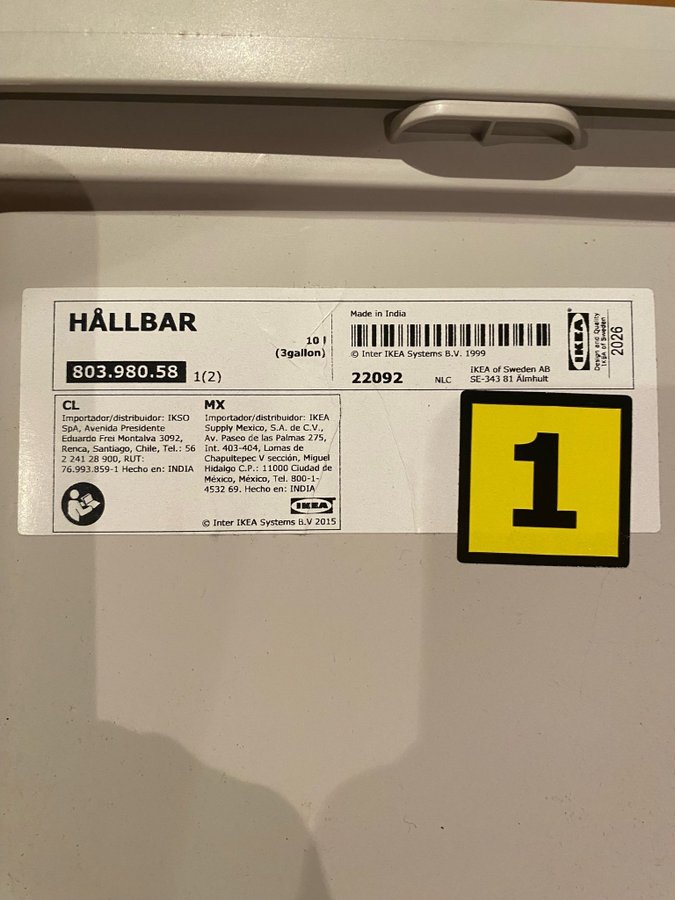 HÅLLBAR
10 l
(3gallon)
803.980.58 1(2)
Made in India
© Inter IKEA Systems B.V. 1999
22092 NLC
IKEA of Sweden AB
SE-343 81 Älmhult
IKEA
Design and Quality
IKEA of Sweden
2026
CL
Importador/distribuidor: IKSO
SpA, Avenida Presidente
Eduardo Frei Montalva 3092,
Renca, Santiago, Chile, Tel.: 56
2 241 28 900, RUT:
76.993.859-1 Hecho en: INDIA
MX
Importador/distribuidor: IKEA
Supply Mexico, S.A. de C.V.,
Av. Paseo de las Palmas 275,
Int. 403-404, Lomas de
Chapultepec V sección, Miguel
Hidalgo C.P.: 11000 Ciudad de
México, México, Tel. 800-1-
4532 69. Hecho en: INDIA
IKEA
© Inter IKEA Systems B.V 2015
1